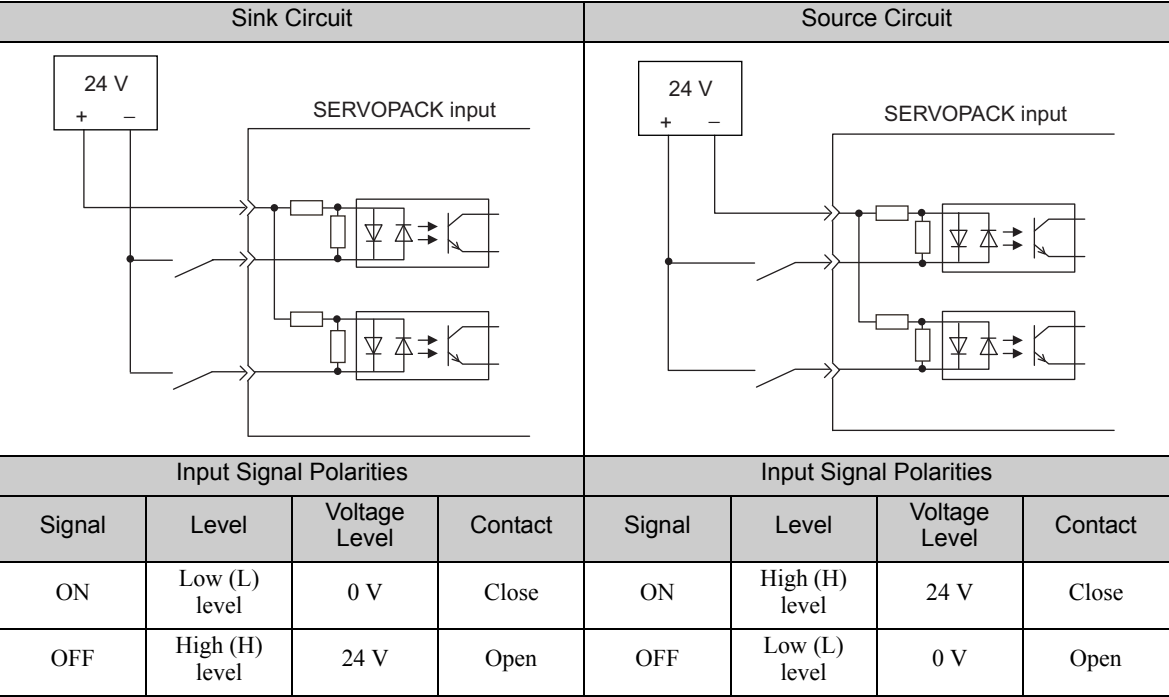 Sink Circuit
Source Circuit
24 V
+ −
SERVOPACK input
24 V
+ −
SERVOPACK input
Input Signal Polarities
Input Signal Polarities
Signal
Level
Voltage
Level
Contact
Signal
Level
Voltage
Level
Contact
ON
Low (L)
level
0 V
Close
ON
High (H)
level
24 V
Close
OFF
High (H)
level
24 V
Open
OFF
Low (L)
level
0 V
Open